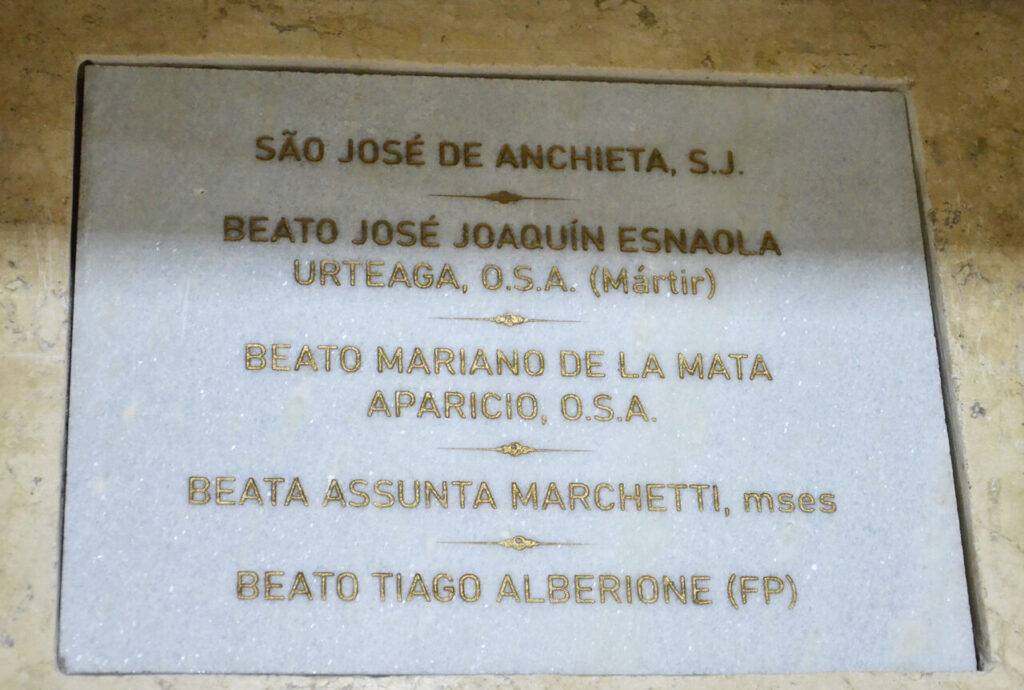 SÃO JOSÉ DE ANCHIETA, S.J.
BEATO JOSÉ JOAQUÍN ESNAOLA
URTEAGA, O.S.A. (Mártir)
BEATO MARIANO DE LA MATA
APARICIO, O.S.A.
BEATA ASSUNTA MARCHETTI, mses
BEATO TIAGO ALBERIONE (FP)